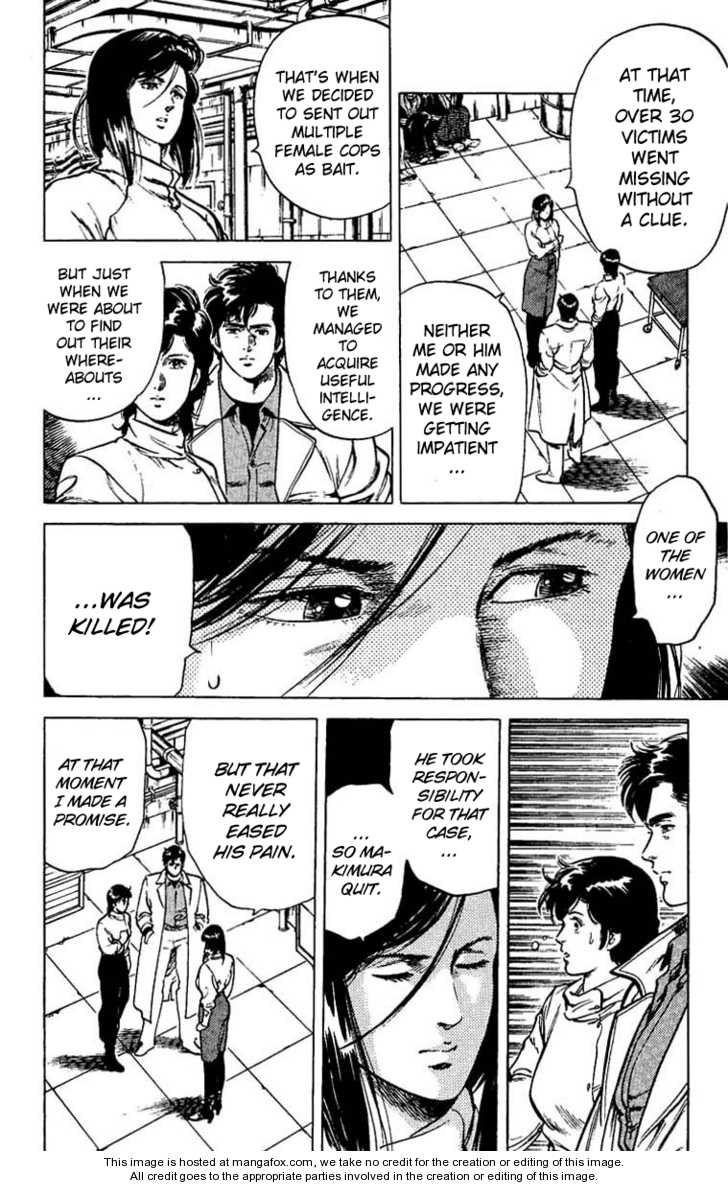 AT THAT
TIME,
OVER 30
VICTIMS
WENT
MISSING
WITHOUT
A CLUE.
NEITHER
ME OR HIM
MADE ANY
PROGRESS,
WE WERE
GETTING
IMPATIENT
...
THAT'S WHEN
WE DECIDED
TO SENT OUT
MULTIPLE
FEMALE COPS
AS BAIT.
THANKS
TO THEM,
WE
MANAGED
TO
ACQUIRE
USEFUL
INTELLI-
GENCE.
BUT JUST
WHEN WE
WERE ABOUT
TO FIND
OUT THEIR
WHERE-
ABOUTS
...
ONE OF
THE
WOMEN
...
...WAS
KILLED!
HE TOOK
RESPON-
SIBILITY
FOR THAT
CASE,
...
...
SO MA-
KIMURA
QUIT.
BUT THAT
NEVER
REALLY
EASED
HIS PAIN.
AT THAT
MOMENT
I MADE A
PROMISE.
This image is hosted at mangafox.com, we take no credit for the creation or editing of this image.
All credit goes to the appropriate parties involved in the creation or editing of this image.